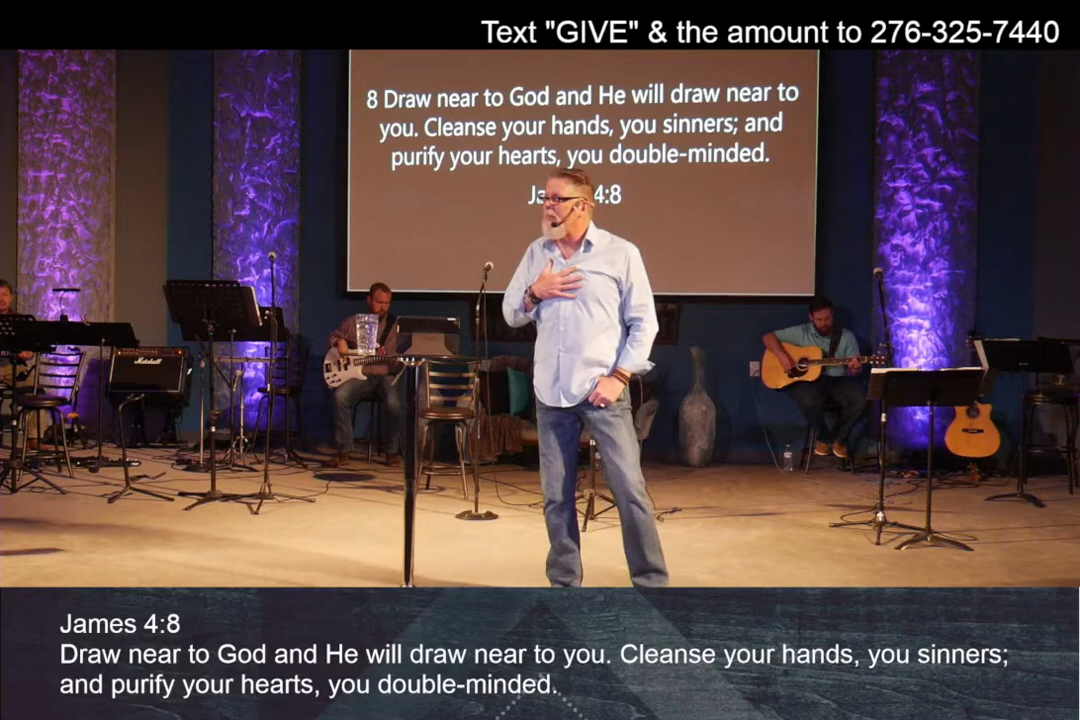 Text "GIVE" & the amount to 276-325-7440
8 Draw near to God and He will draw near to
you. Cleanse your hands, you sinners; and
purify your hearts, you double-minded.
4:8
Marshall
James 4:8
Draw near to God and He will draw near to you. Cleanse your hands, you sinners;
and purify your hearts, you double-minded.